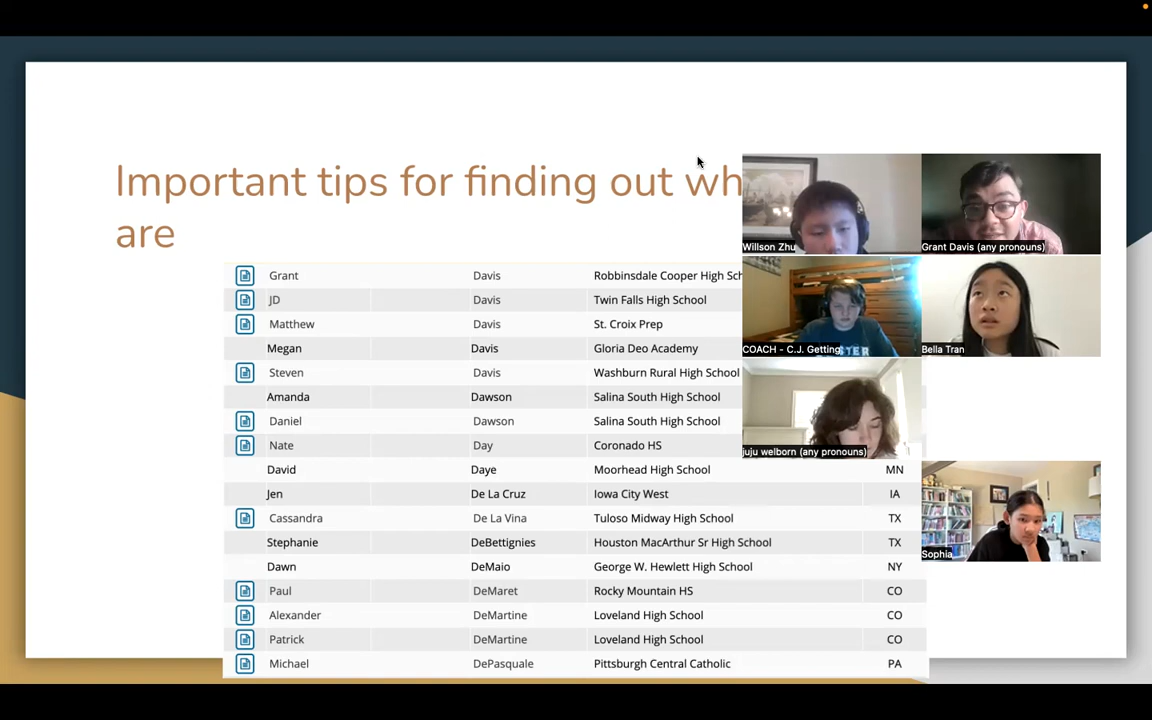 Important tips for finding out wh
are
Grant Davis Robbinsdale Cooper High Sch
JD Davis Twin Falls High School
Matthew Davis St. Croix Prep
Megan Davis Gloria Deo Academy
Steven Davis Washburn Rural High School
Amanda Dawson Salina South High School
Daniel Dawson Salina South High School
Nate Day Coronado HS
David Daye Moorhead High School MN
Jen De La Cruz Iowa City West IA
Cassandra De La Vina Tuloso Midway High School TX
Stephanie DeBettignies Houston MacArthur Sr High School TX
Dawn DeMaio George W. Hewlett High School NY
Paul DeMaret Rocky Mountain HS CO
Alexander DeMartine Loveland High School CO
Patrick DeMartine Loveland High School CO
Michael DePasquale Pittsburgh Central Catholic PA
Willson Zhu
Grant Davis (any pronouns)
COACH - C.J. Getting
Bella Tran
juju welborn (any pronouns)
Sophia